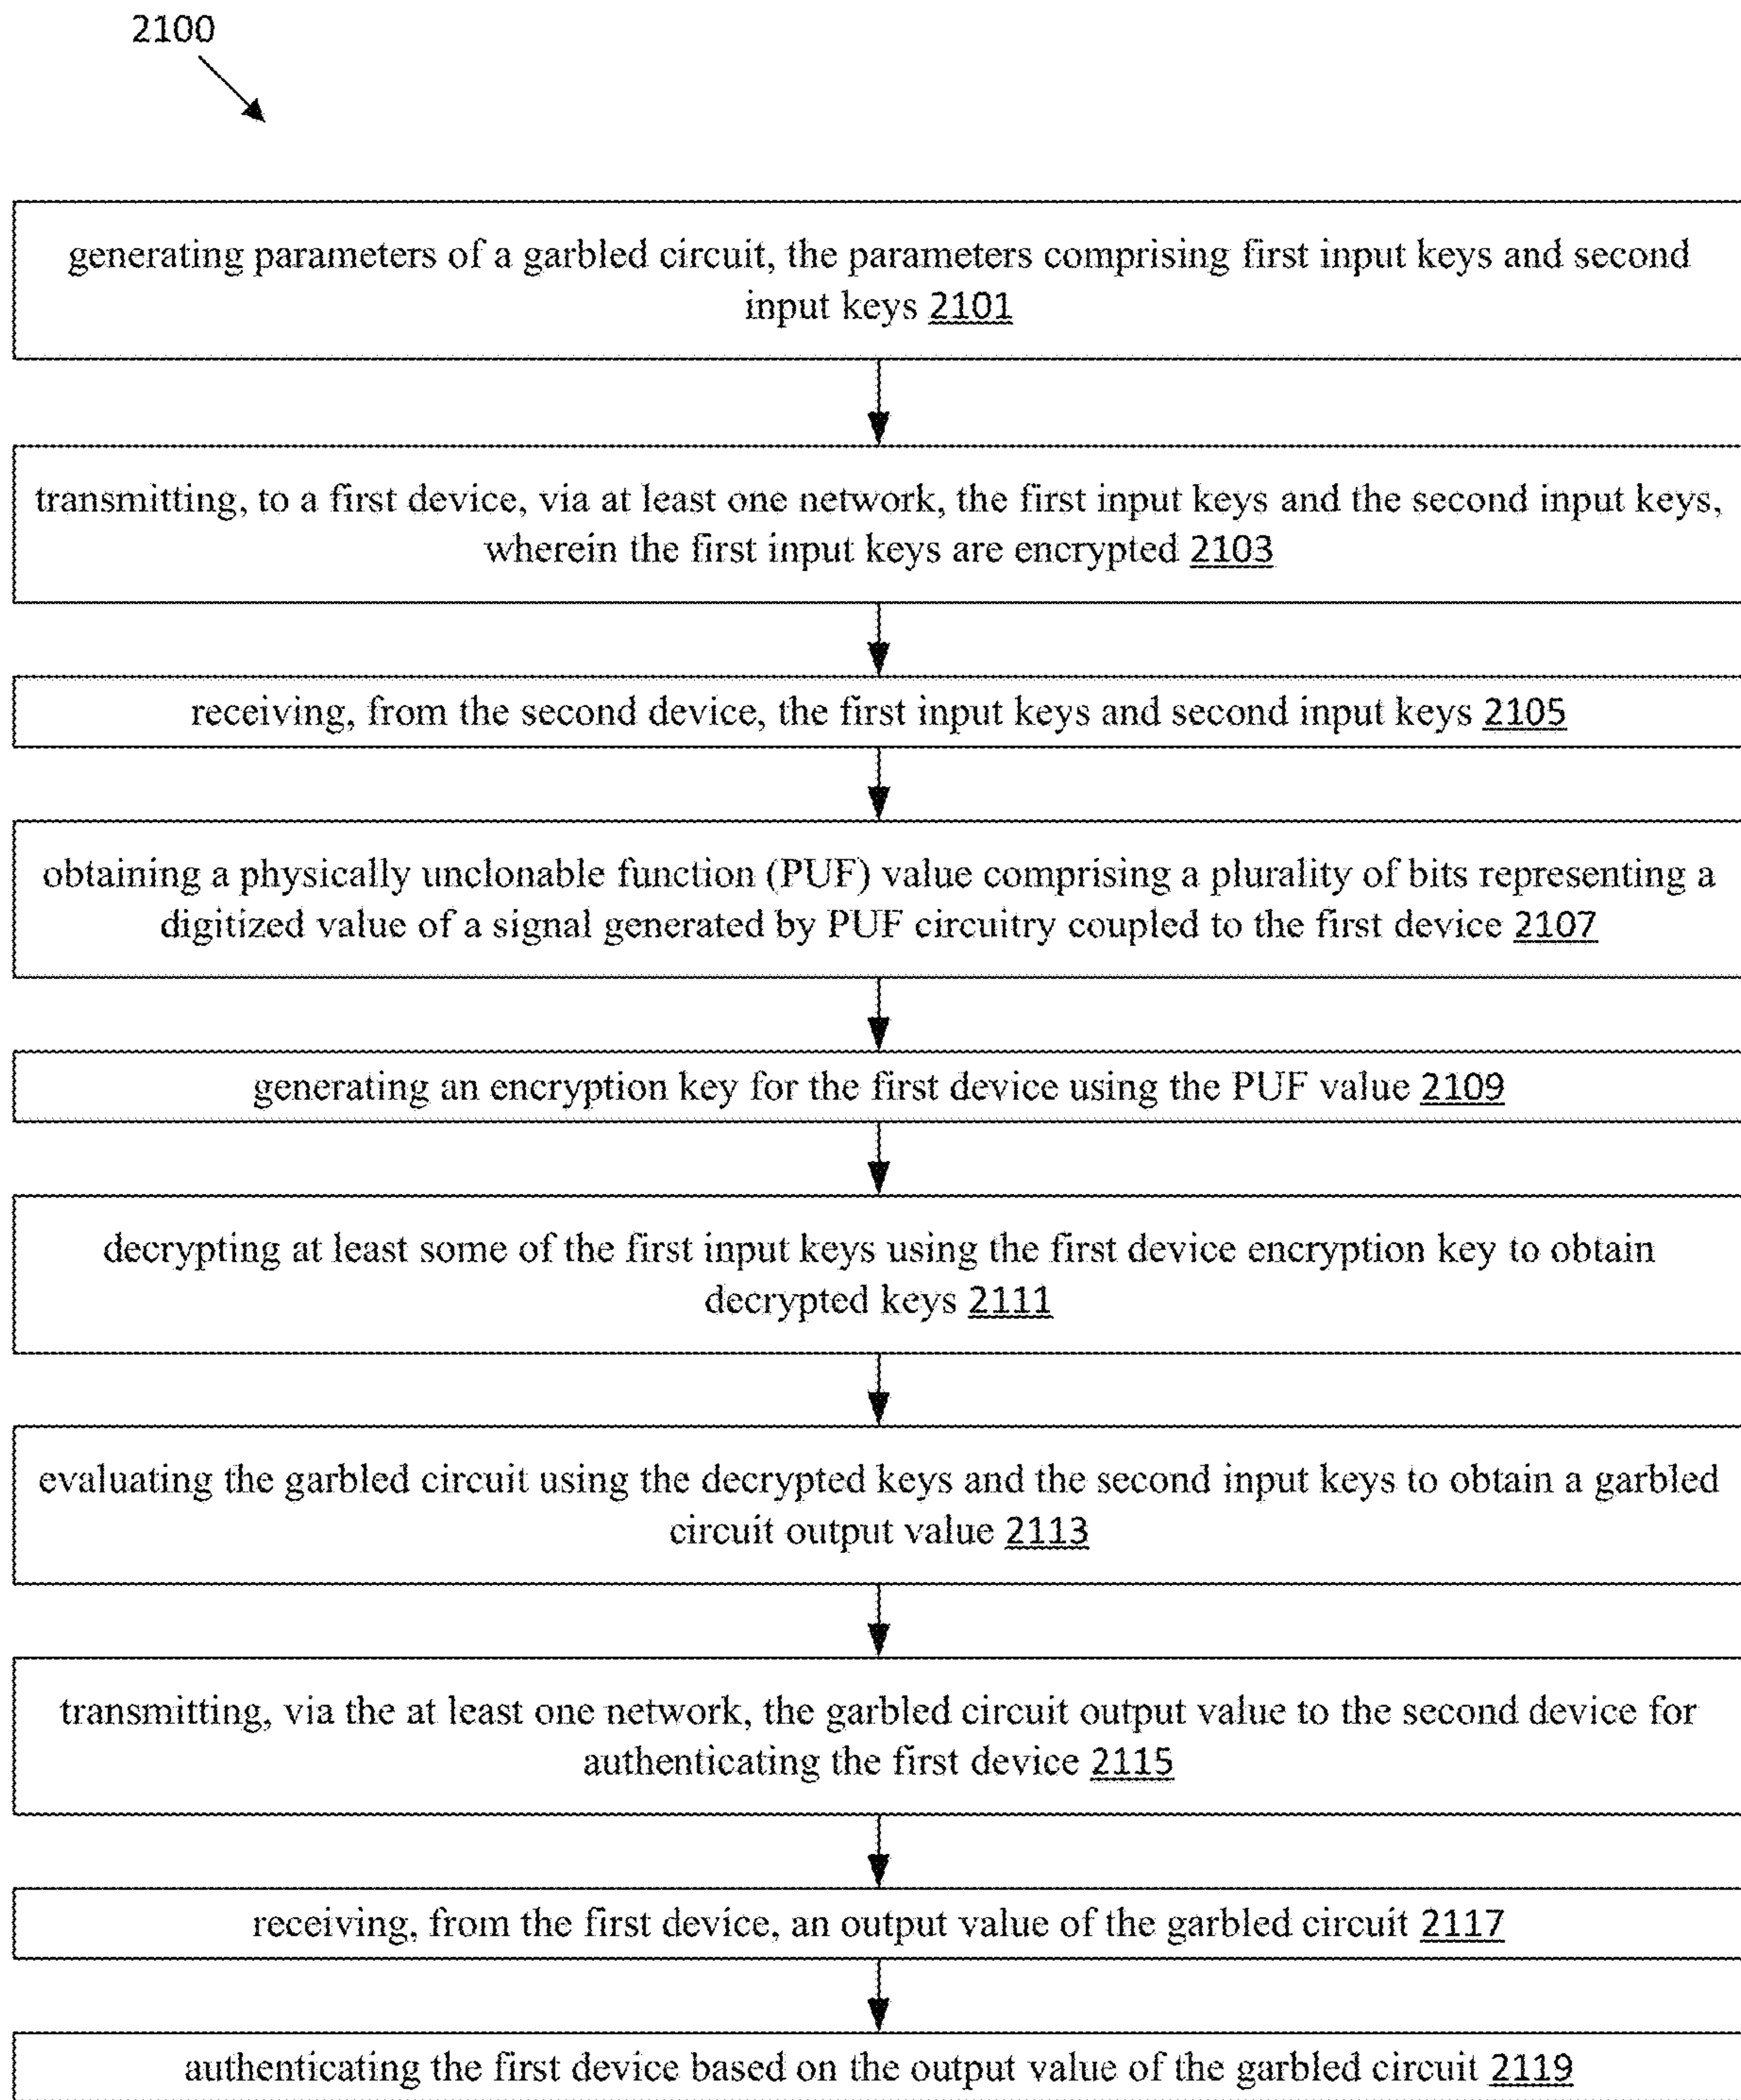 2100
generating parameters of a garbled circuit, the parameters comprising first input keys and second
input keys 2101
transmitting, to a first device, via at least one network, the first input keys and the second input keys,
wherein the first input keys are encrypted 2103
receiving, from the second device, the first input keys and second input keys 2105
obtaining a physically unclonable function (PUF) value comprising a plurality of bits representing a
digitized value of a signal generated by PUF circuitry coupled to the first device 2107
generating an encryption key for the first device using the PUF value 2109
decrypting at least some of the first input keys using the first device encryption key to obtain
decrypted keys 2111
evaluating the garbled circuit using the decrypted keys and the second input keys to obtain a garbled
circuit output value 2113
transmitting, via the at least one network, the garbled circuit output value to the second device for
authenticating the first device 2115
receiving, from the first device, an output value of the garbled circuit 2117
authenticating the first device based on the output value of the garbled circuit 2119